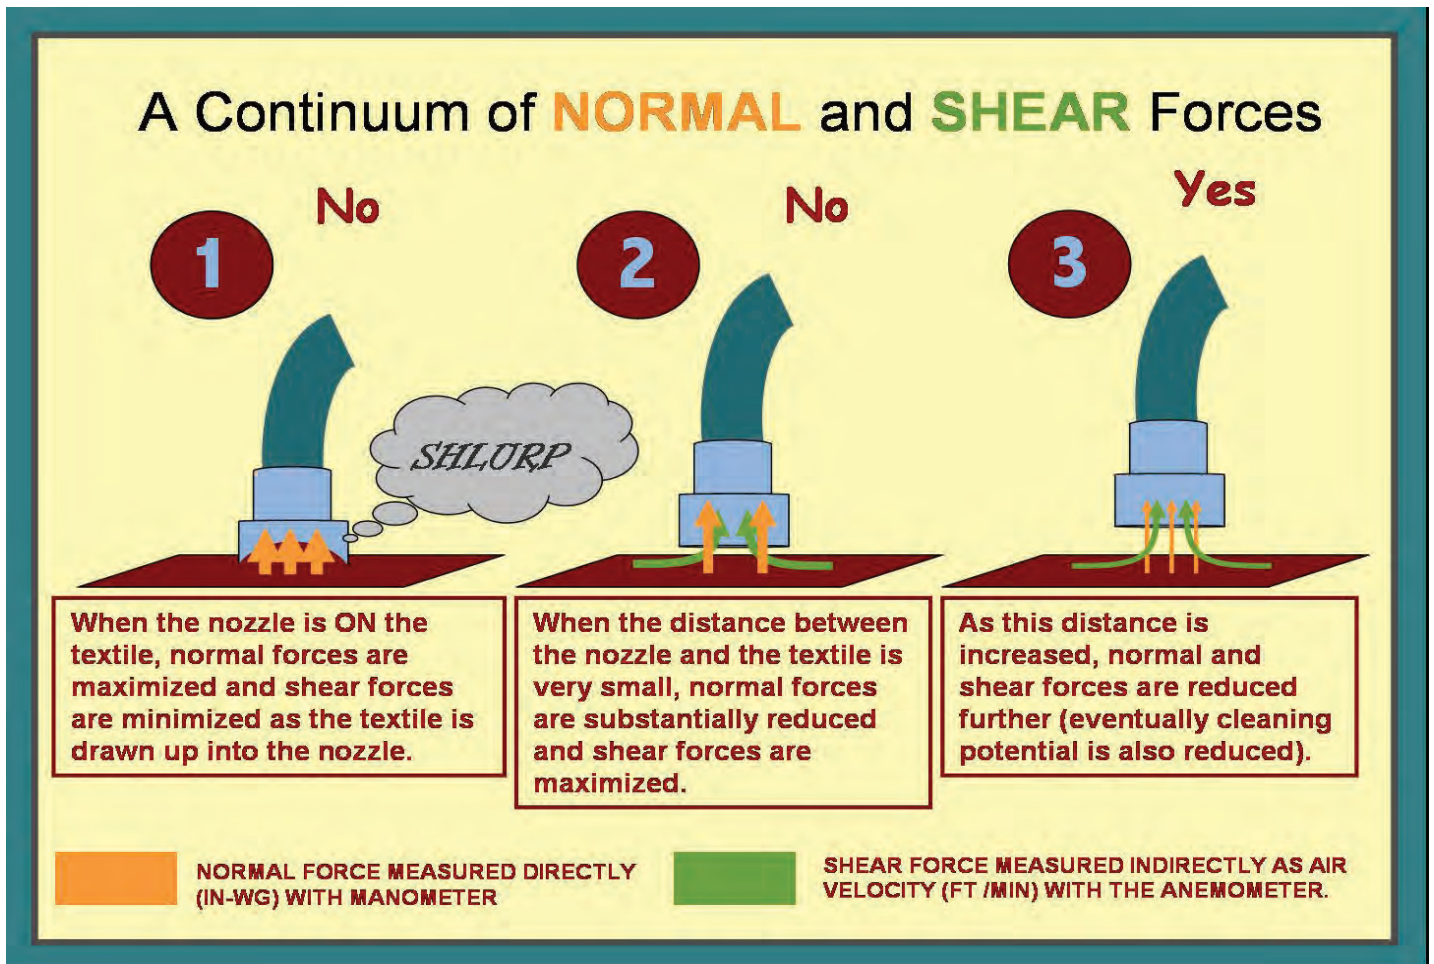 A Continuum of NORMAL and SHEAR Forces
No
1
SHLURP
When the nozzle is ON the
textile, normal forces are
maximized and shear forces
are minimized as the textile is
drawn up into the nozzle.
No
2
When the distance between
the nozzle and the textile is
very small, normal forces
are substantially reduced
and shear forces are
maximized.
Yes
3
As this distance is
increased, normal and
shear forces are reduced
further (eventually cleaning
potential is also reduced).
NORMAL FORCE MEASURED DIRECTLY
(IN-WG) WITH MANOMETER
SHEAR FORCE MEASURED INDIRECTLY AS AIR
VELOCITY (FT /MIN) WITH THE ANEMOMETER.